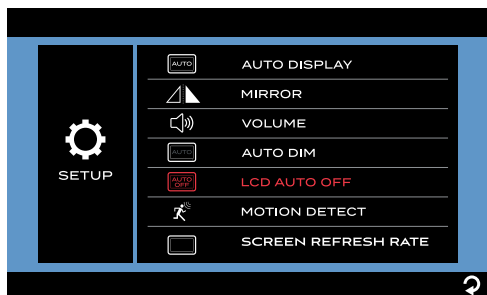 AUTO AUTO DISPLAY
MIRROR
VOLUME
AUTO AUTO DIM
SETUP
AUTO OFF LCD AUTO OFF
MOTION DETECT
SCREEN REFRESH RATE